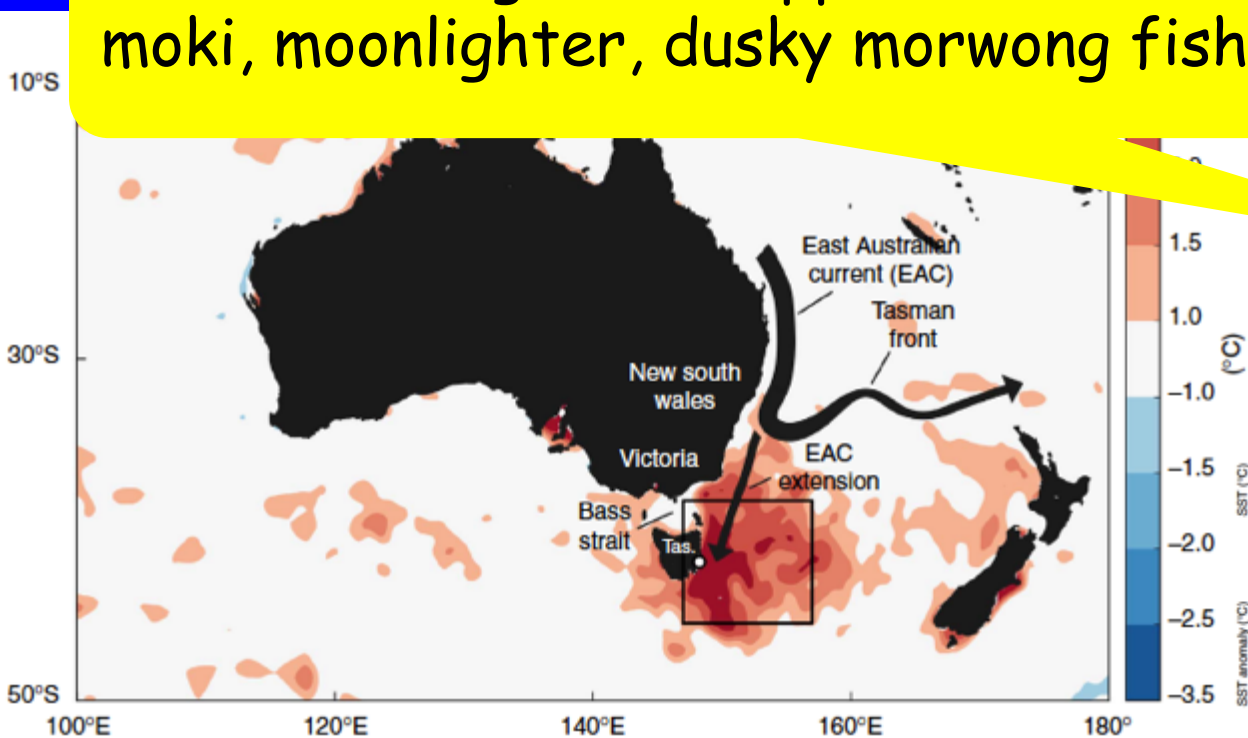 moki, moonlighter, dusky morwong fish
10°S
30°S
50°S
100°E
120°E
140°E
160°E
180°
East Australian
current (EAC)
Tasman
front
New south
wales
Victoria
EAC
extension
Bass
strait
Tas.
1.5
1.0
−1.0
−1.5
−2.0
−2.5
−3.5
(°C)
SST (°C)
SST anomaly (°C)